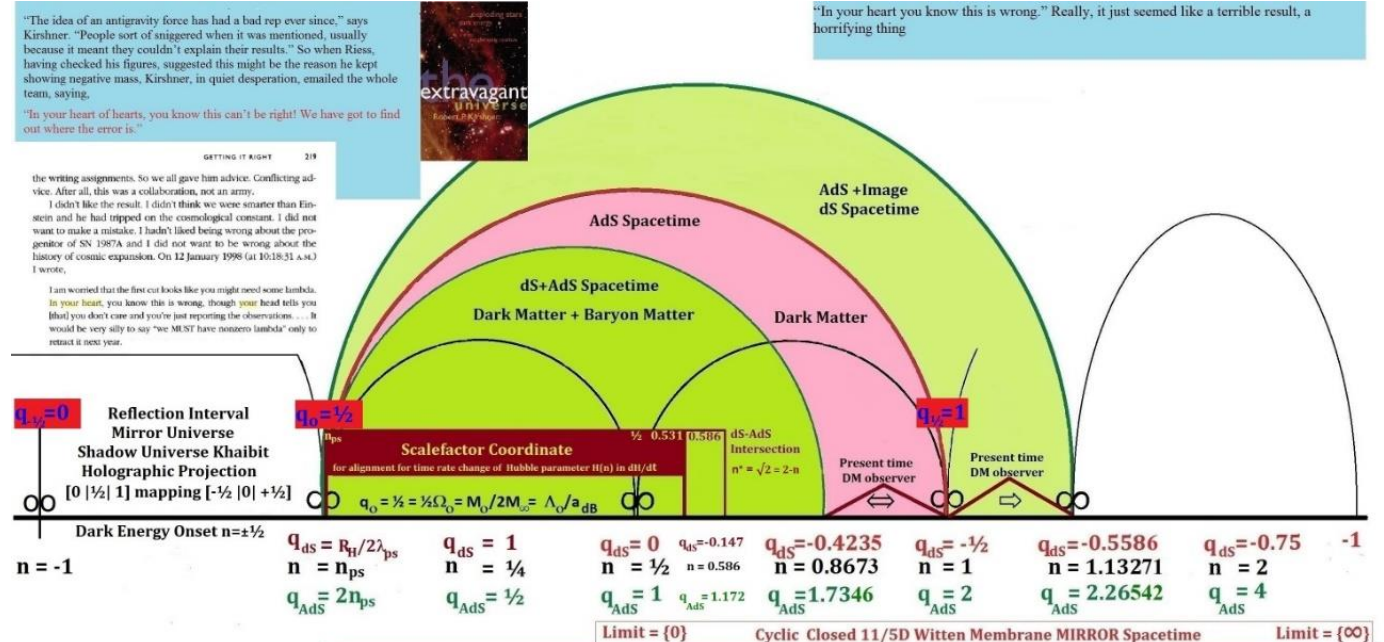 “The idea of an antigravity force has had a bad rep ever since,” says
Kirshner. “People sort of sniggered when it was mentioned, usually
because it meant they couldn’t explain their results.” So when Riess,
having checked his figures, suggested this might be the reason he kept
showing negative mass, Kirshner, in quiet desperation, emailed the whole
team, saying,
“In your heart of hearts, you know this can’t be right! We have got to find
out where the error is.”
the
extravagant
universe
“In your heart you know this is wrong.” Really, it just seemed like a terrible result, a
horrifying thing
GETTING IT RIGHT 219
the writing assignments. So we all gave him advice. Conflicting ad-
vice. After all, this was a collaboration, not an army.
I didn't like the result. I didn't think we were smarter than Ein-
stein and he had tripped on the cosmological constant. I did not
want to make a mistake. I hadn't liked being wrong about the pro-
genitor of SN 1987A and I did not want to be wrong about the
history of cosmic expansion. On 12 January 1998 (at 10:18:31 A.M.)
I wrote,
I am worried that the first cut looks like you might need some lambda.
In your heart, you know this is wrong, though your head tells you
[that] you don't care and you're just reporting the observations. . . . It
would be very silly to say "we MUST have nonzero lambda" only to
retract it next year.
AdS +Image
dS Spacetime
AdS Spacetime
dS+AdS Spacetime
Dark Matter + Baryon Matter
Dark Matter
q-½=0
Reflection Interval
Mirror Universe
Shadow Universe Khaibit
Holographic Projection
[0 |½| 1] mapping [-½ |0| +½]
Dark Energy Onset n=±½
qo=½
q½=1
nps ½ 0.531 0.586
Scalefactor Coordinate
for alignment for time rate change of Hubble parameter H(n) in dH/dt
dS-AdS
Intersection
n* = √2 = 2-n
qo = ½ = ½Ωo = Mo/2M∞ = Λo/adB
Present time
DM observer
⇔
Present time
DM observer
⇨
n = -1
qdS = RH/2λps
n = nps
qAdS = 2nps
qdS = 1
n = ¼
qAdS = ½
qdS = 0
n = ½
qAdS = 1
qdS=-0.147
n = 0.586
qAdS= 1.172
qdS=-0.4235
n = 0.8673
qAdS=1.7346
qdS= -½
n = 1
qAdS = 2
qdS=-0.5586
n = 1.13271
qAdS = 2.26542
qdS=-0.75
n = 2
qAdS = 4
-1
Limit = {0} Cyclic Closed 11/5D Witten Membrane MIRROR Spacetime Limit = {∞}